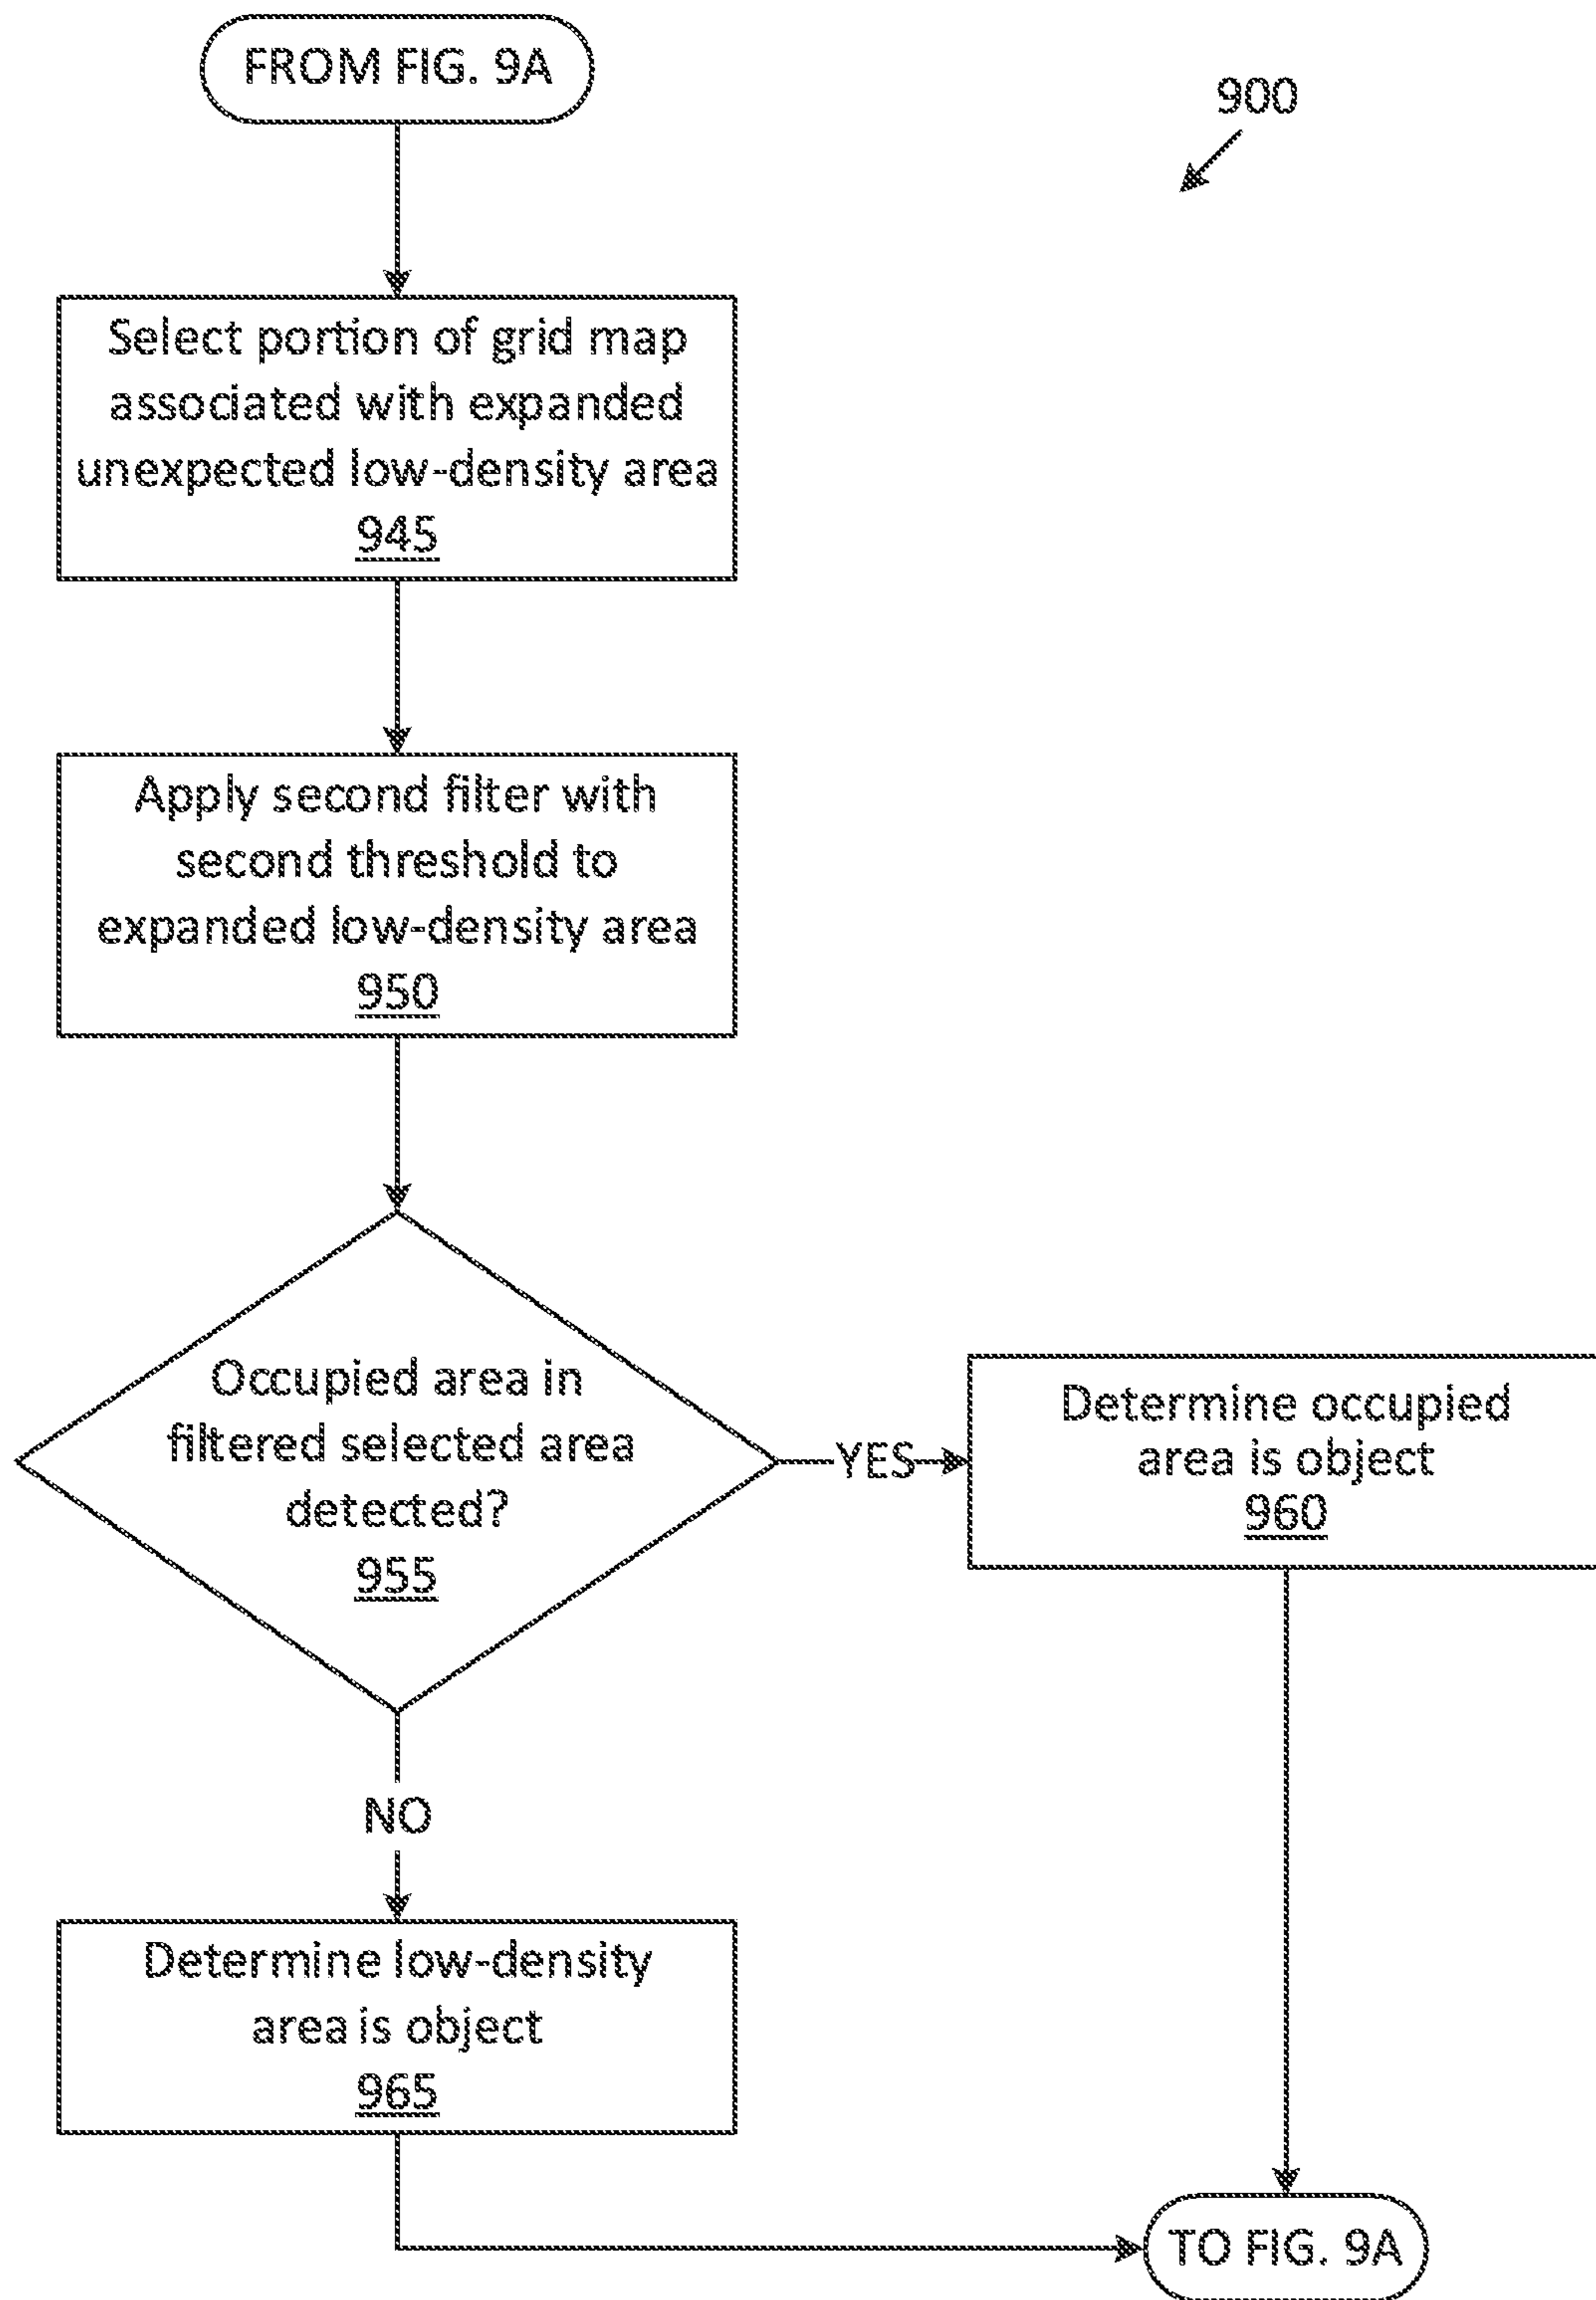 FROM FIG. 9A
900
Select portion of grid map
associated with expanded
unexpected low-density area
945
Apply second filter with
second threshold to
expanded low-density area
950
Occupied area in
filtered selected area
detected?
955
YES
Determine occupied
area is object
960
NO
Determine low-density
area is object
965
TO FIG. 9A